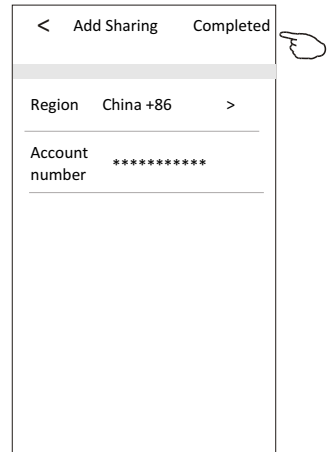 < Add Sharing Completed
Region China +86 >
Account
number ***********